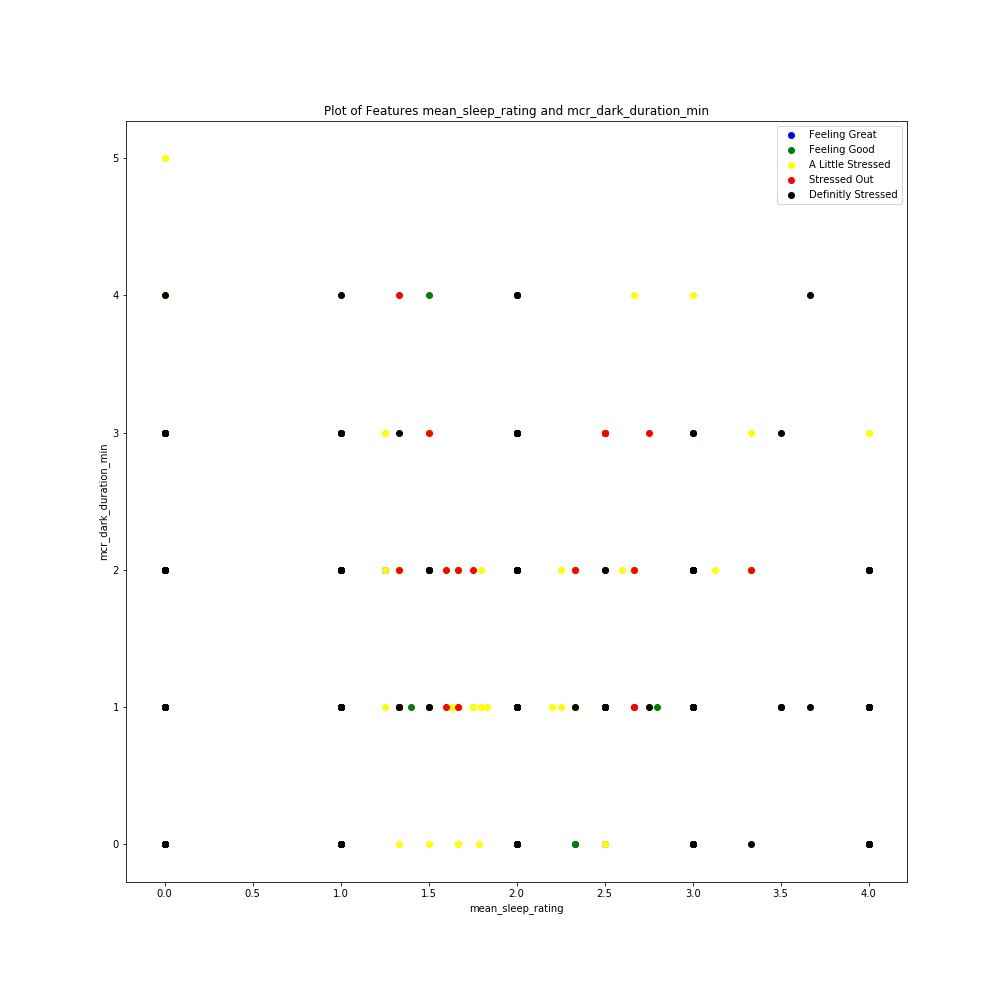 Plot of Features mean_sleep_rating and mcr_dark_duration_min
Feeling Great
Feeling Good
A Little Stressed
Stressed Out
Definitly Stressed
mcr_dark_duration_min
5
4
3
2
1
0
0.0 0.5 1.0 1.5 2.0 2.5 3.0 3.5 4.0
mean_sleep_rating